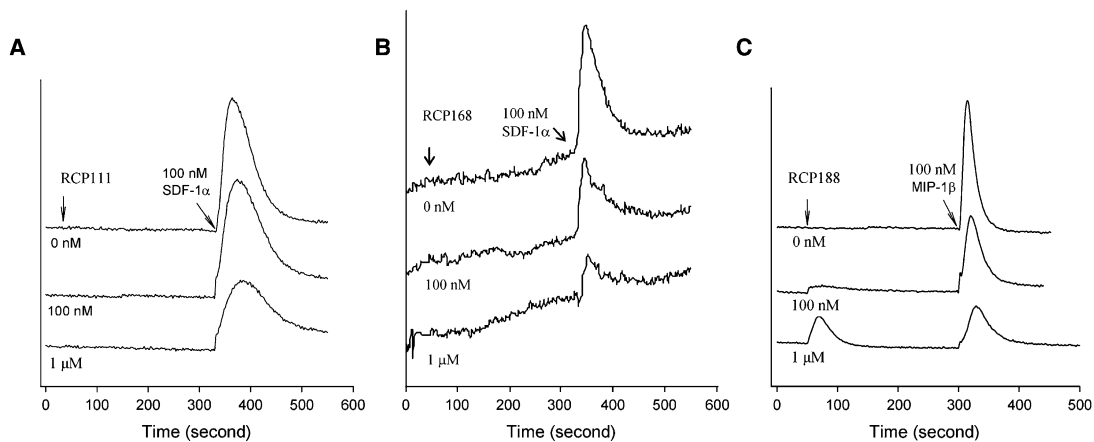 A
RCP111
100 nM
SDF-1α
0 nM
100 nM
1 μM
0 100 200 300 400 500 600
Time (second)
B
RCP168
100 nM
SDF-1α
0 nM
100 nM
1 μM
0 100 200 300 400 500 600
Time (second)
C
RCP188
100 nM
MIP-1β
0 nM
100 nM
1 μM
0 100 200 300 400 500
Time (second)